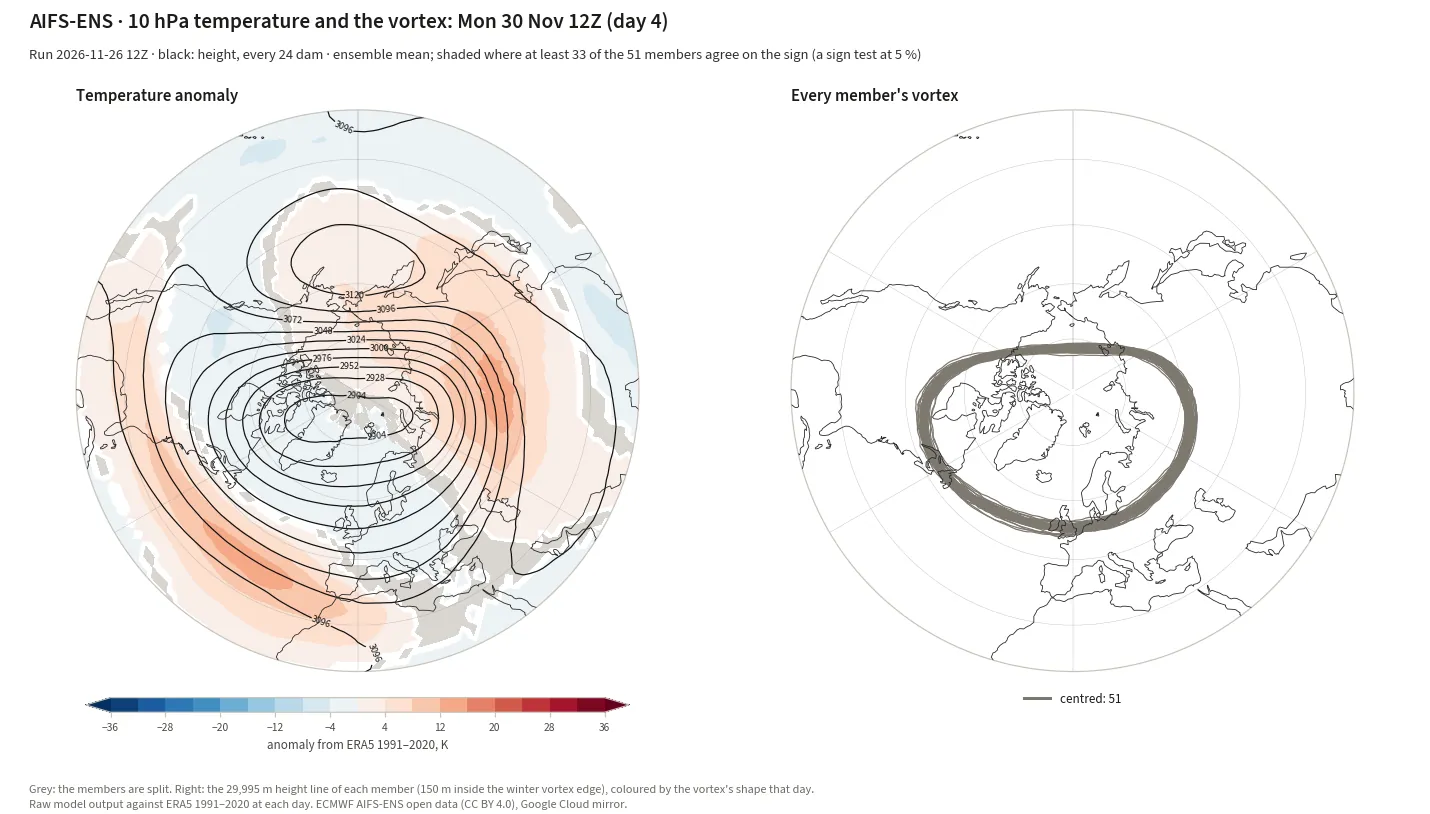 AIFS-ENS · 10 hPa temperature and the vortex: Mon 30 Nov 12Z (day 4)
Run 2026-11-26 12Z · black: height, every 24 dam · ensemble mean; shaded where at least 33 of the 51 members agree on the sign (a sign test at 5 %)
Temperature anomaly
Every member's vortex
3096
3120
3096
3072
3048
3024
3000
2976
2952
2928
2904
2904
3096
3096
centred: 51
−36 −28 −20 −12 −4 4 12 20 28 36
anomaly from ERA5 1991–2020, K
Grey: the members are split. Right: the 29,995 m height line of each member (150 m inside the winter vortex edge), coloured by the vortex's shape that day.
Raw model output against ERA5 1991–2020 at each day. ECMWF AIFS-ENS open data (CC BY 4.0), Google Cloud mirror.